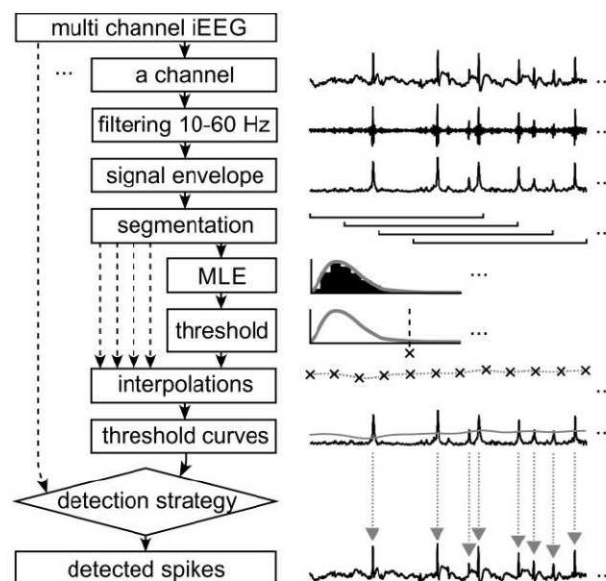 multi channel iEEG
... a channel
filtering 10-60 Hz
signal envelope
segmentation
MLE
threshold
interpolations
threshold curves
detection strategy
detected spikes